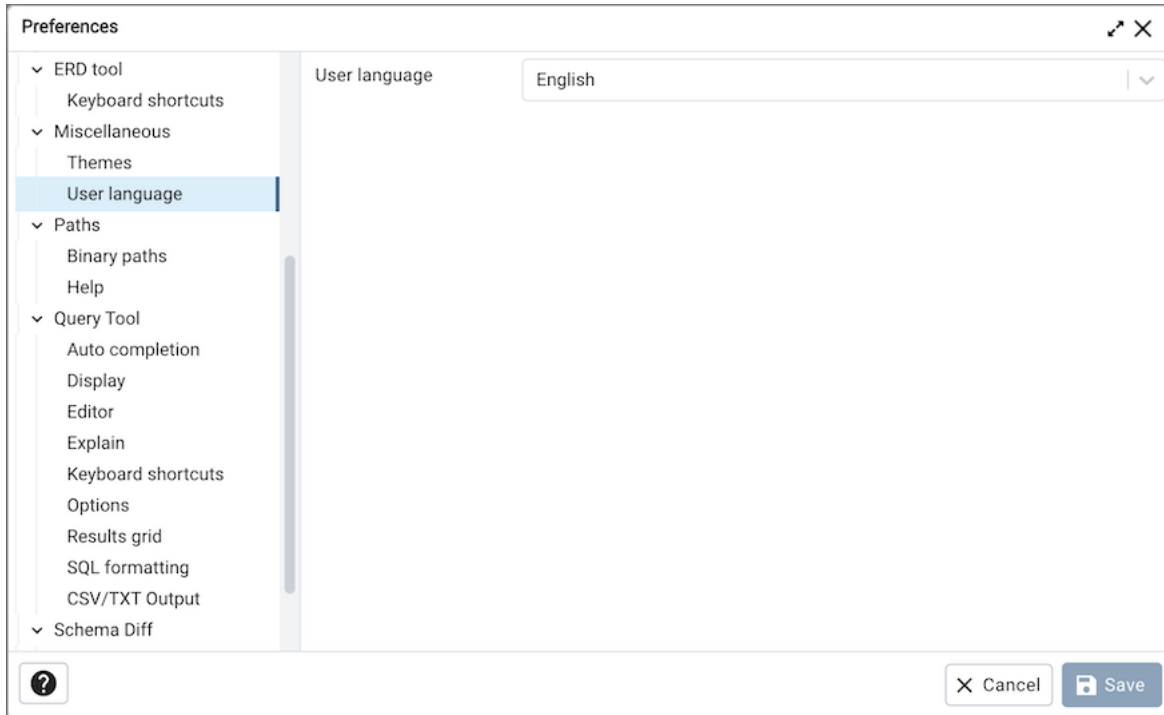 Preferences
ERD tool
Keyboard shortcuts
Miscellaneous
Themes
User language
Paths
Binary paths
Help
Query Tool
Auto completion
Display
Editor
Explain
Keyboard shortcuts
Options
Results grid
SQL formatting
CSV/TXT Output
Schema Diff
User language
English
?
Cancel
Save